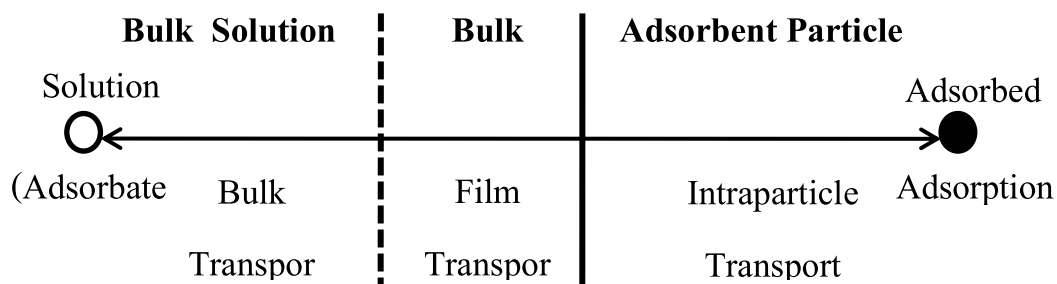 Bulk Solution Bulk Adsorbent Particle
Solution Adsorbed
(Adsorbate Bulk Film Intraparticle Adsorption
Transpor Transpor Transport